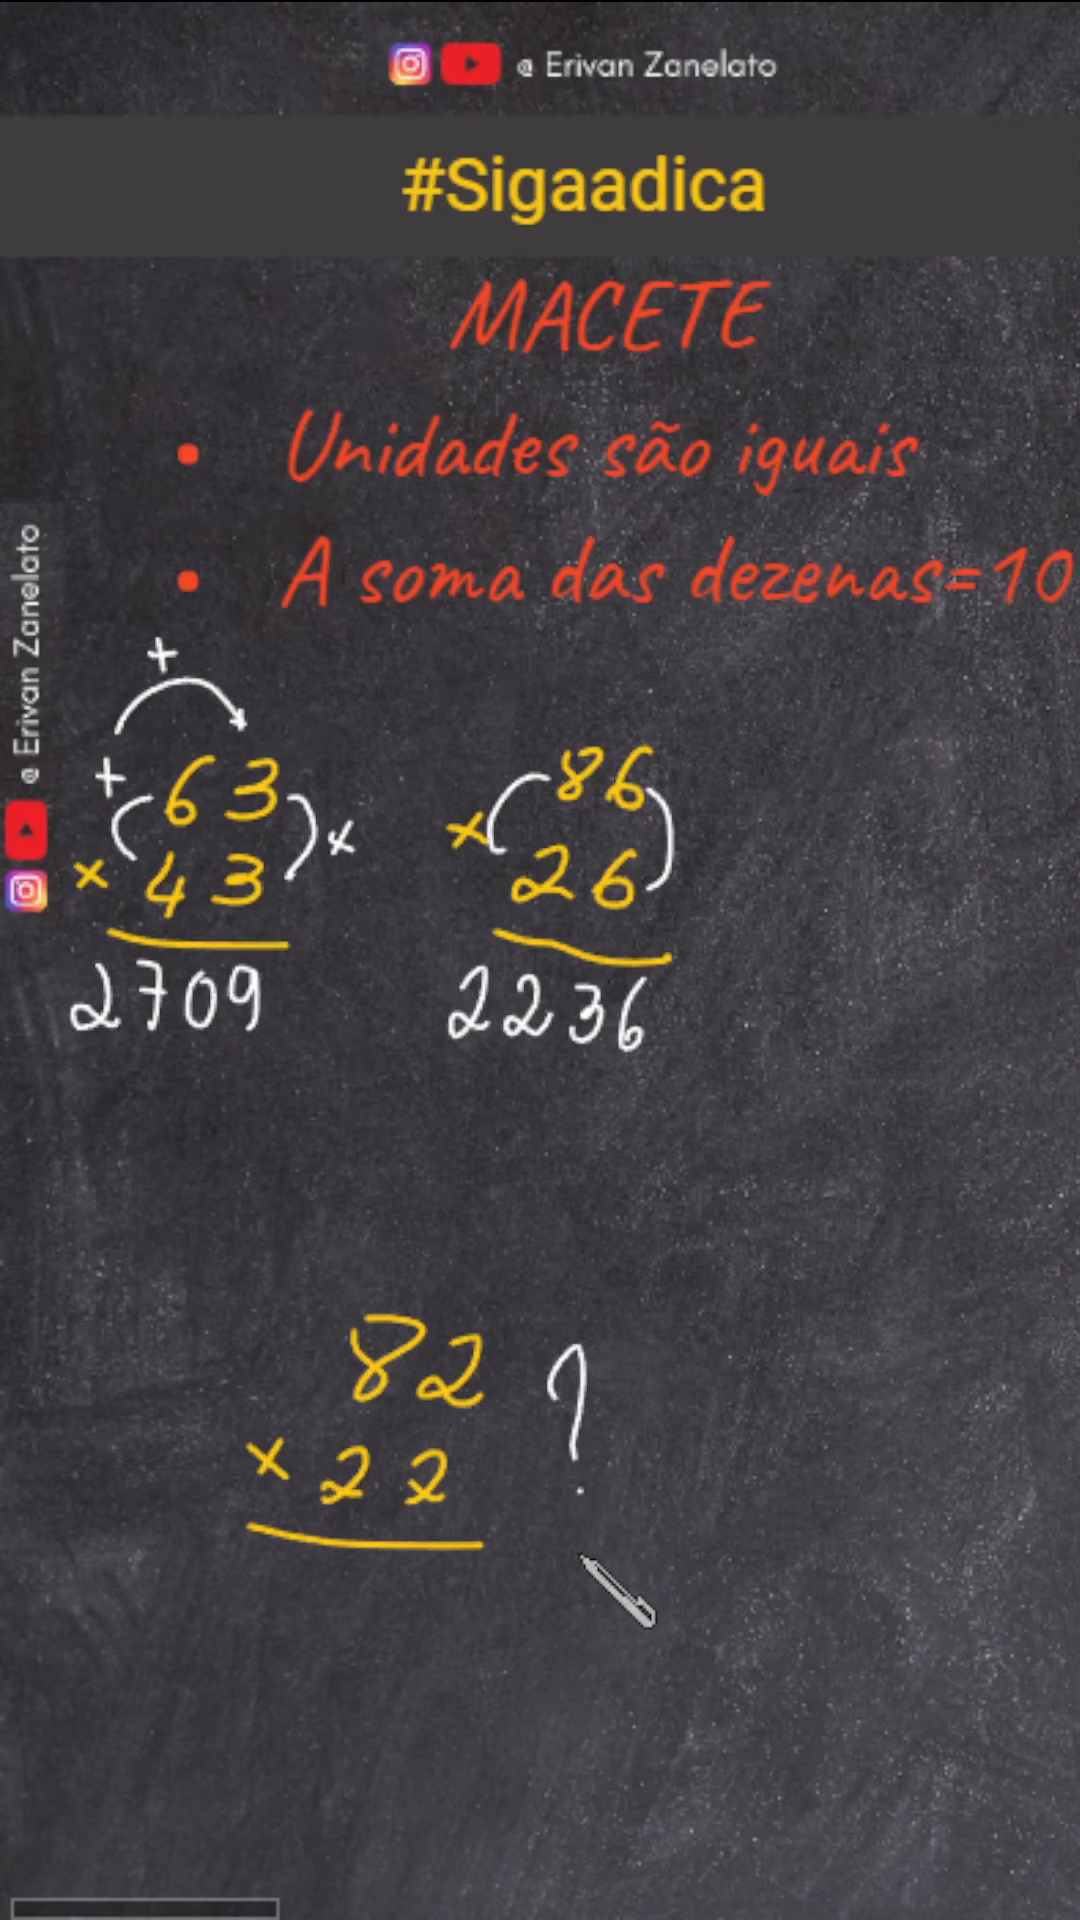 @ Erivan Zanelato
#Sigaadica
MACETE
• Unidades são iguais
• A soma das dezenas=10
@ Erivan Zanelato
+
+ 63
× 43 ×
2709
86
× 26
2236
82 ?
× 22